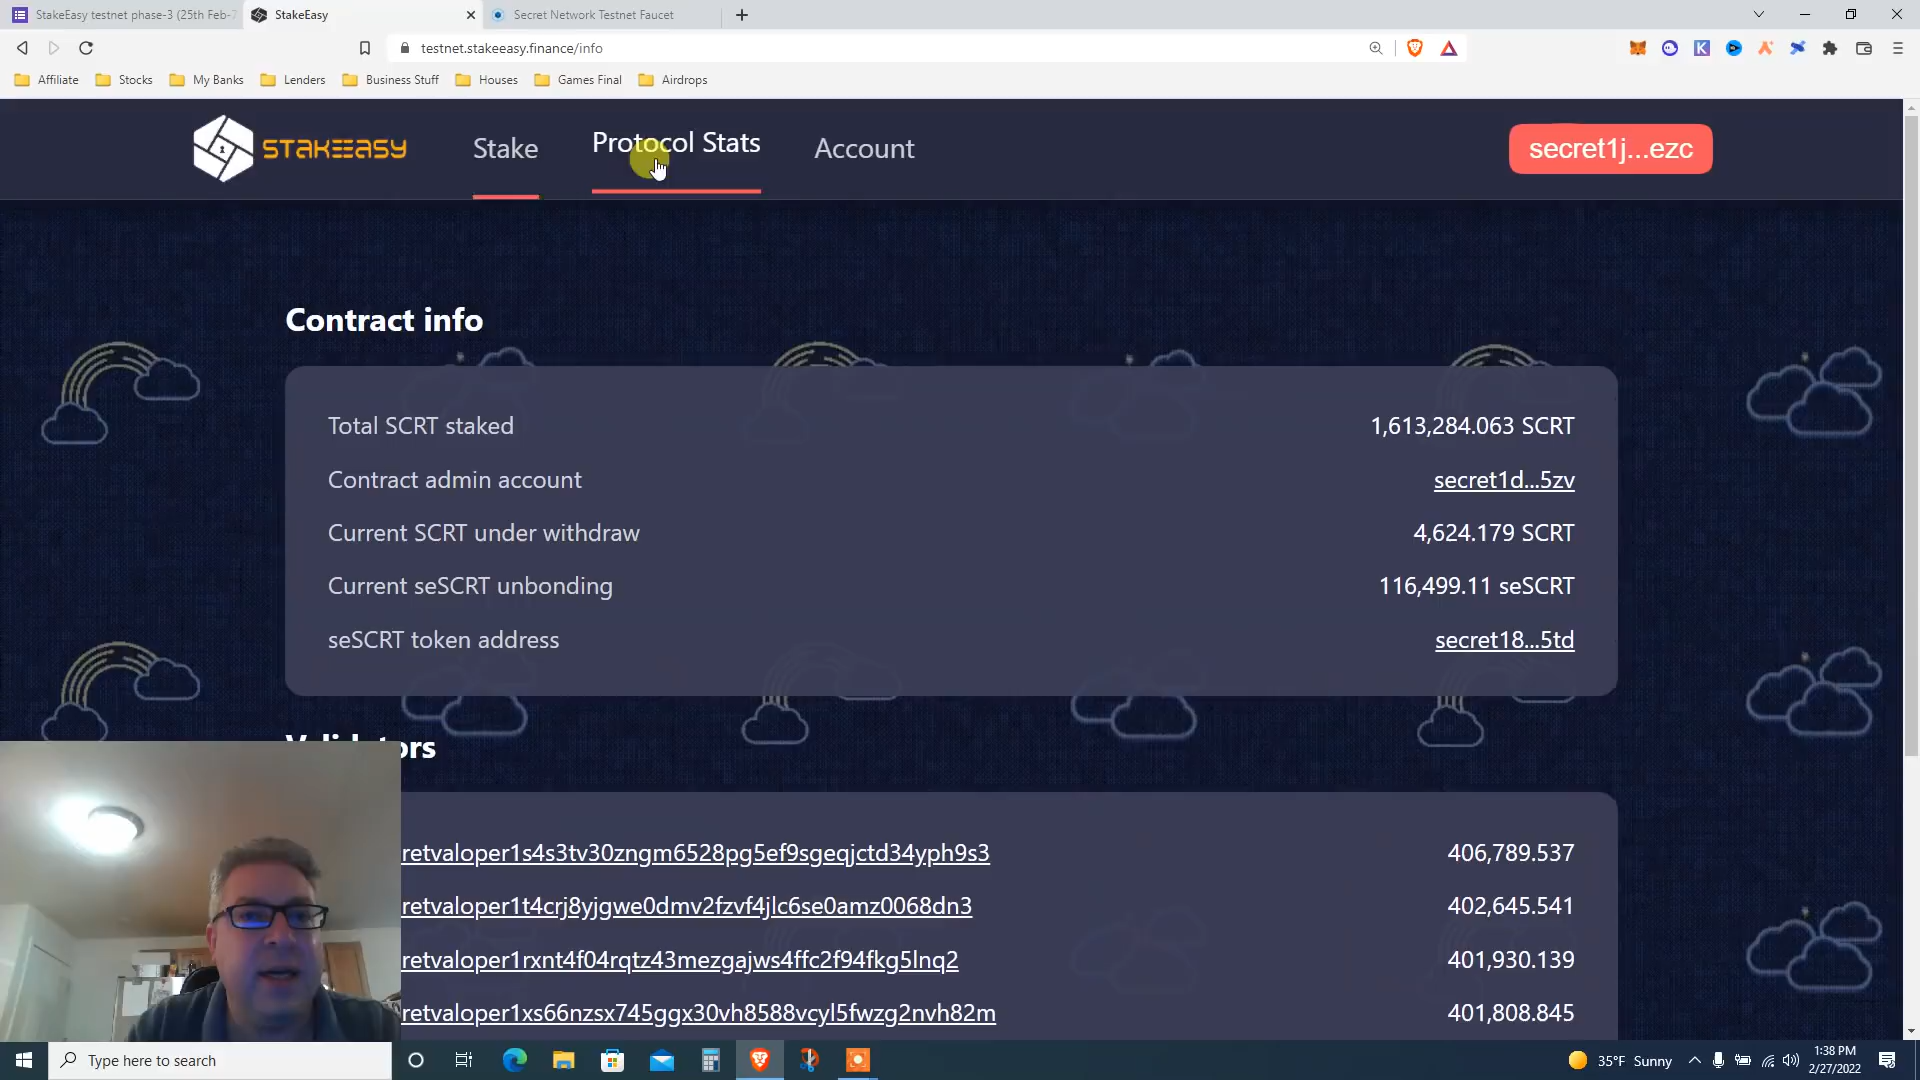 StakeEasy testnet phase-3 (25th Feb-7
StakeEasy
Secret Network Testnet Faucet
testnet.stakeeasy.finance/info
Affiliate
Stocks
My Banks
Lenders
Business Stuff
Houses
Games Final
Airdrops
STAKEEASY
Stake
Protocol Stats
Account
secret1j...ezc
Contract info
Total SCRT staked
1,613,284.063 SCRT
Contract admin account
secret1d...5zv
Current SCRT under withdraw
4,624.179 SCRT
Current seSCRT unbonding
116,499.11 seSCRT
seSCRT token address
secret18...5td
retvaloper1s4s3tv30zngm6528pg5ef9sgeqjctd34yph9s3
406,789.537
retvaloper1t4crj8yjgwe0dmv2fzvf4jlc6se0amz0068dn3
402,645.541
retvaloper1rxnt4f04rqtz43mezgajws4ffc2f94fkg5lnq2
401,930.139
retvaloper1xs66nzsx745ggx30vh8588vcyl5fwzg2nvh82m
401,808.845
Type here to search
35°F Sunny
1:38 PM
2/27/2022